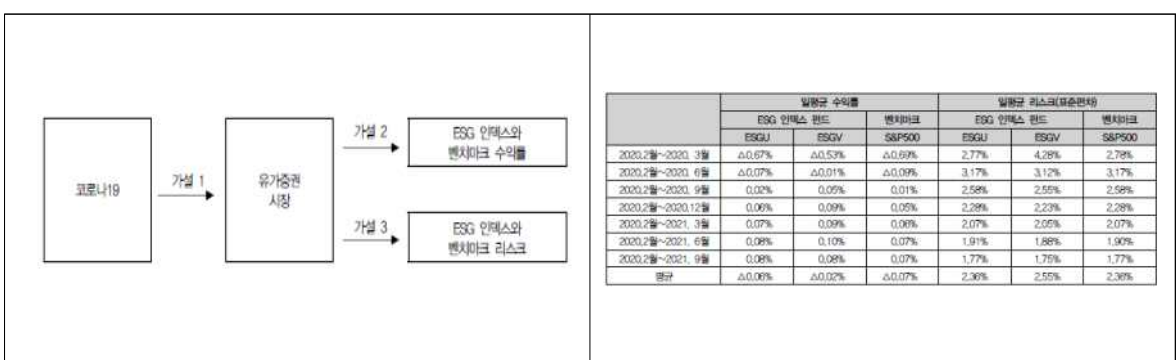 코로나19
가설 1
유가증권
시장
가설 2
ESG 인덱스와
벤치마크 수익률
가설 3
ESG 인덱스와
벤치마크 리스크
일평균 수익률 일평균 리스크(표준편차)
ESG 인덱스 펀드 벤치마크 ESG 인덱스 펀드 벤치마크
ESGU ESGV S&P500 ESGU ESGV S&P500
2020.2월~2020. 3월 △0.67% △0.53% △0.69% 2.77% 4.28% 2.78%
2020.2월~2020. 6월 △0.07% △0.01% △0.09% 3.17% 3.12% 3.17%
2020.2월~2020. 9월 0.02% 0.05% 0.01% 2.58% 2.55% 2.58%
2020.2월~2020.12월 0.06% 0.09% 0.05% 2.28% 2.23% 2.28%
2020.2월~2021. 3월 0.07% 0.09% 0.06% 2.07% 2.05% 2.07%
2020.2월~2021. 6월 0.08% 0.10% 0.07% 1.91% 1.88% 1.90%
2020.2월~2021. 9월 0.08% 0.08% 0.07% 1.77% 1.75% 1.77%
평균 △0.06% △0.02% △0.07% 2.36% 2.55% 2.36%